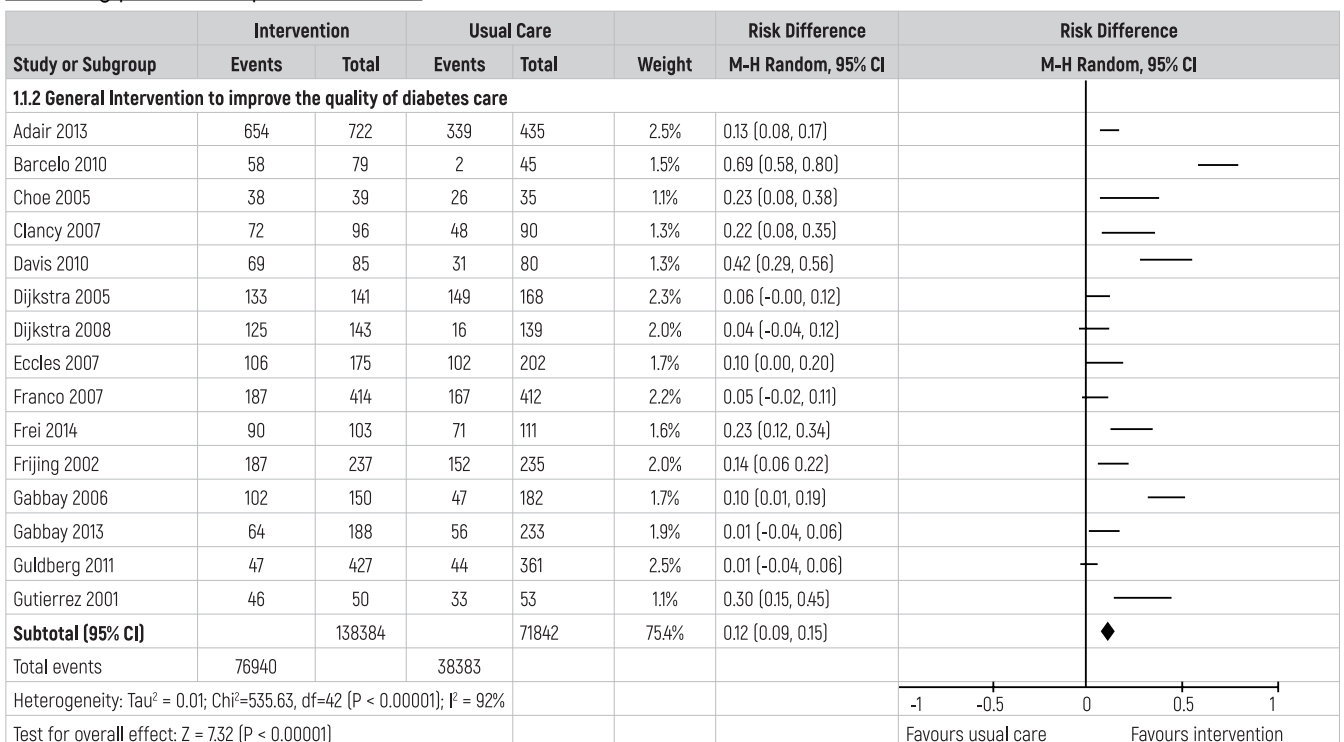 Intervention Usual Care Risk Difference Risk Difference
Study or Subgroup Events Total Events Total Weight M-H Random, 95% CI M-H Random, 95% CI
1.1.2 General Intervention to improve the quality of diabetes care
Adair 2013 654 722 339 435 2.5% 0.13 (0.08, 0.17)
Barcelo 2010 58 79 2 45 1.5% 0.69 (0.58, 0.80)
Choe 2005 38 39 26 35 1.1% 0.23 (0.08, 0.38)
Clancy 2007 72 96 48 90 1.3% 0.22 (0.08, 0.35)
Davis 2010 69 85 31 80 1.3% 0.42 (0.29, 0.56)
Dijkstra 2005 133 141 149 168 2.3% 0.06 (-0.00, 0.12)
Dijkstra 2008 125 143 16 139 2.0% 0.04 (-0.04, 0.12)
Eccles 2007 106 175 102 202 1.7% 0.10 (0.00, 0.20)
Franco 2007 187 414 167 412 2.2% 0.05 (-0.02, 0.11)
Frei 2014 90 103 71 111 1.6% 0.23 (0.12, 0.34)
Frijing 2002 187 237 152 235 2.0% 0.14 (0.06 0.22)
Gabbay 2006 102 150 47 182 1.7% 0.10 (0.01, 0.19)
Gabbay 2013 64 188 56 233 1.9% 0.01 (-0.04, 0.06)
Guldberg 2011 47 427 44 361 2.5% 0.01 (-0.04, 0.06)
Gutierrez 2001 46 50 33 53 1.1% 0.30 (0.15, 0.45)
Subtotal (95% CI) 138384 71842 75.4% 0.12 (0.09, 0.15)
Total events 76940 38383
Heterogeneity: Tau² = 0.01; Chi²=535.63, df=42 (P < 0.00001); I² = 92%
-1 -0.5 0 0.5 1
Test for overall effect: Z = 7.32 (P < 0.00001) Favours usual care Favours intervention